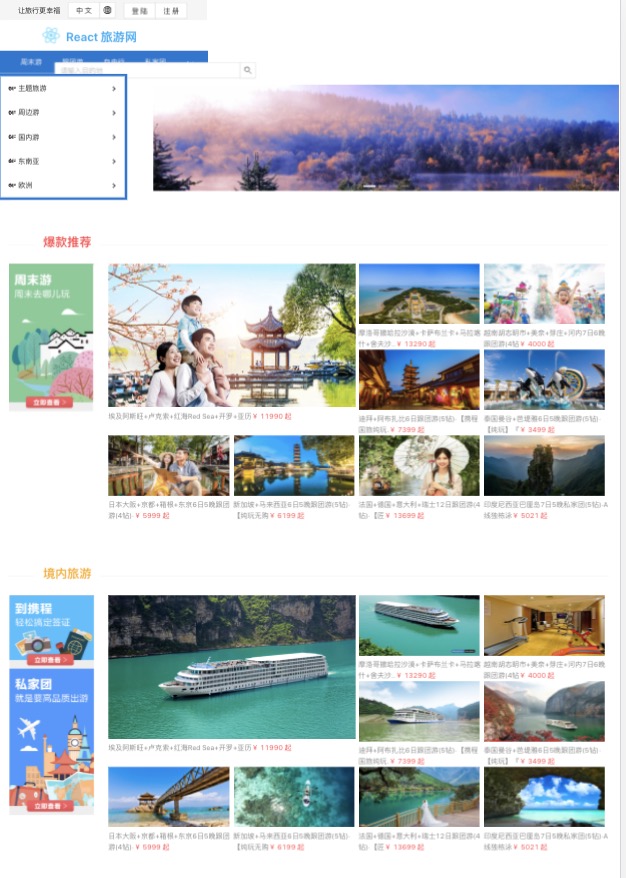 让旅行更幸福 中文 登陆 注册
React 旅游网
周末游 跟团游 自由行 私家团
主题旅游
周边游
国内游
东南亚
欧洲
爆款推荐
周末游
周末去哪儿玩
立即查看 >
埃及阿斯旺+卢克索+红海Red Sea+开罗+亚历 ¥ 11990 起
摩洛哥撒哈拉沙漠+卡萨布兰卡+马拉喀
什+舍夫沙.. ¥ 13290 起
越南胡志明市+美奈+芽庄+河内7日6晚
跟团游(4钻 ¥ 4000 起
迪拜+阿布扎比6日跟团游(5钻)·【携程
国旅纯玩 ¥ 7399 起
泰国曼谷+芭堤雅6日5晚跟团游(5钻)·
【纯玩】『 ¥ 3499 起
日本大阪+京都+箱根+东京6日5晚跟团
游(4钻)· ¥ 5999 起
新加坡+马来西亚6日5晚跟团游(5钻)·
【纯玩无购 ¥ 6199 起
法国+德国+意大利+瑞士12日跟团游(4
钻)·【匠 ¥ 13699 起
印度尼西亚巴厘岛7日5晚私家团(5钻)·A
线独栋泳 ¥ 5021 起
境内旅游
到携程
轻松搞定签证
立即查看 >
私家团
就是要高品质出游
立即查看 >
埃及阿斯旺+卢克索+红海Red Sea+开罗+亚历 ¥ 11990 起
摩洛哥撒哈拉沙漠+卡萨布兰卡+马拉喀
什+舍夫沙.. ¥ 13290 起
越南胡志明市+美奈+芽庄+河内7日6晚
跟团游(4钻 ¥ 4000 起
迪拜+阿布扎比6日跟团游(5钻)·【携程
国旅纯玩 ¥ 7399 起
泰国曼谷+芭堤雅6日5晚跟团游(5钻)·
【纯玩】『 ¥ 3499 起
日本大阪+京都+箱根+东京6日5晚跟团
游(4钻)· ¥ 5999 起
新加坡+马来西亚6日5晚跟团游(5钻)·
【纯玩无购 ¥ 6199 起
法国+德国+意大利+瑞士12日跟团游(4
钻)·【匠 ¥ 13699 起
印度尼西亚巴厘岛7日5晚私家团(5钻)·A
线独栋泳 ¥ 5021 起